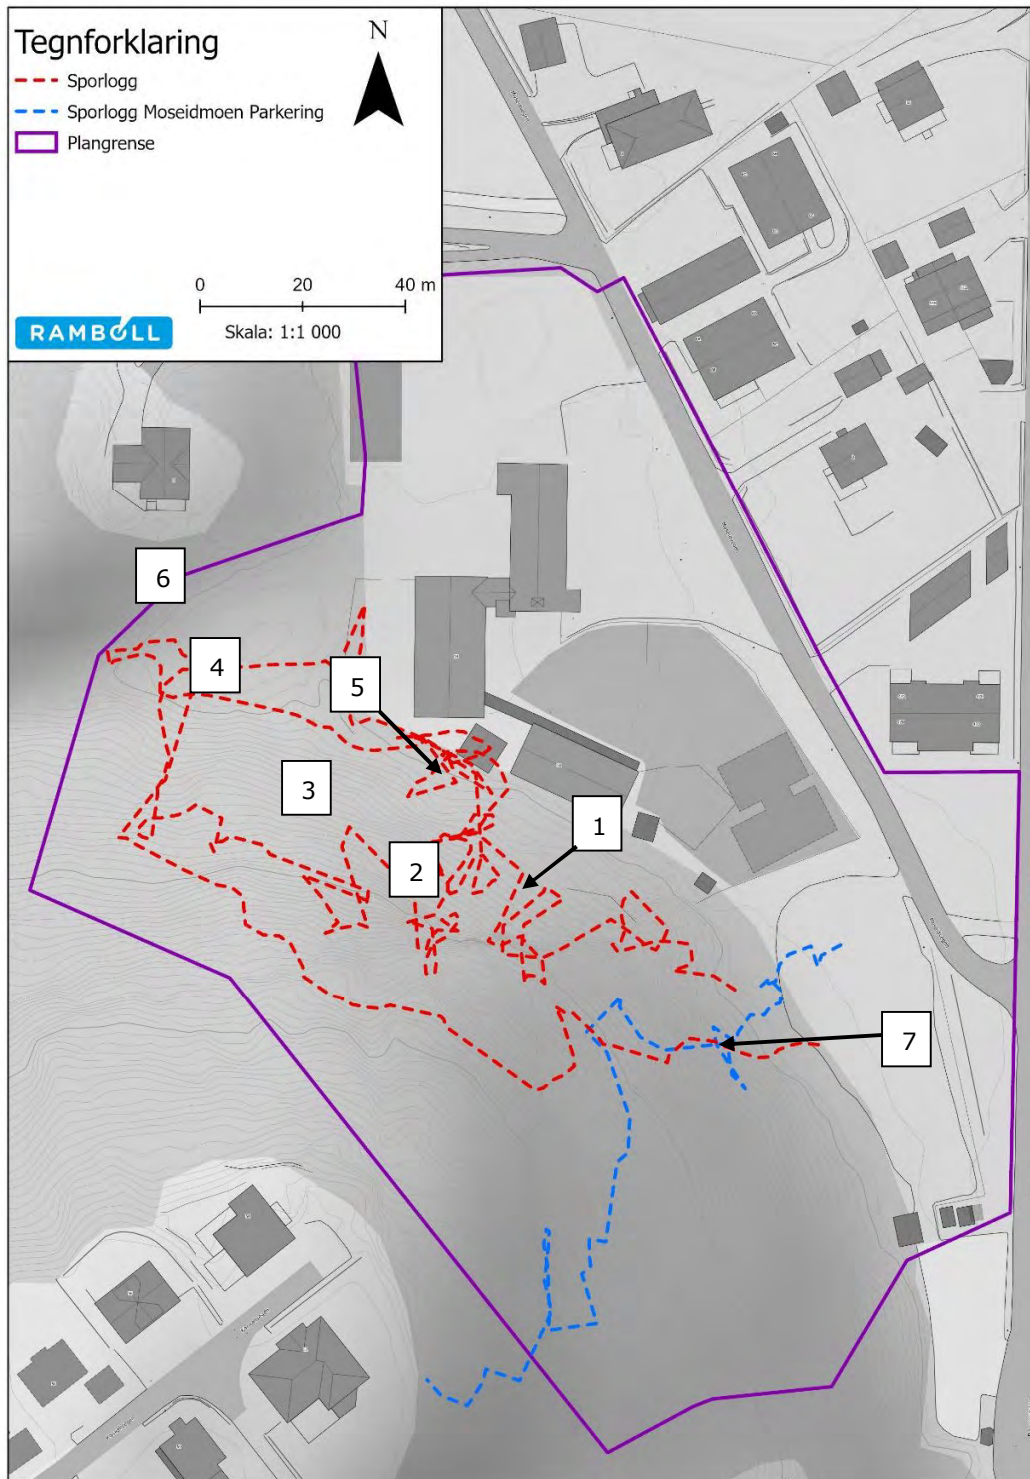 Tegnforklaring
N
Sporlogg
Sporlogg Moseidmoen Parkering
Plangrense
0 20 40 m
RAMBOLL
Skala: 1:1 000
6
4
5
3
1
2
7